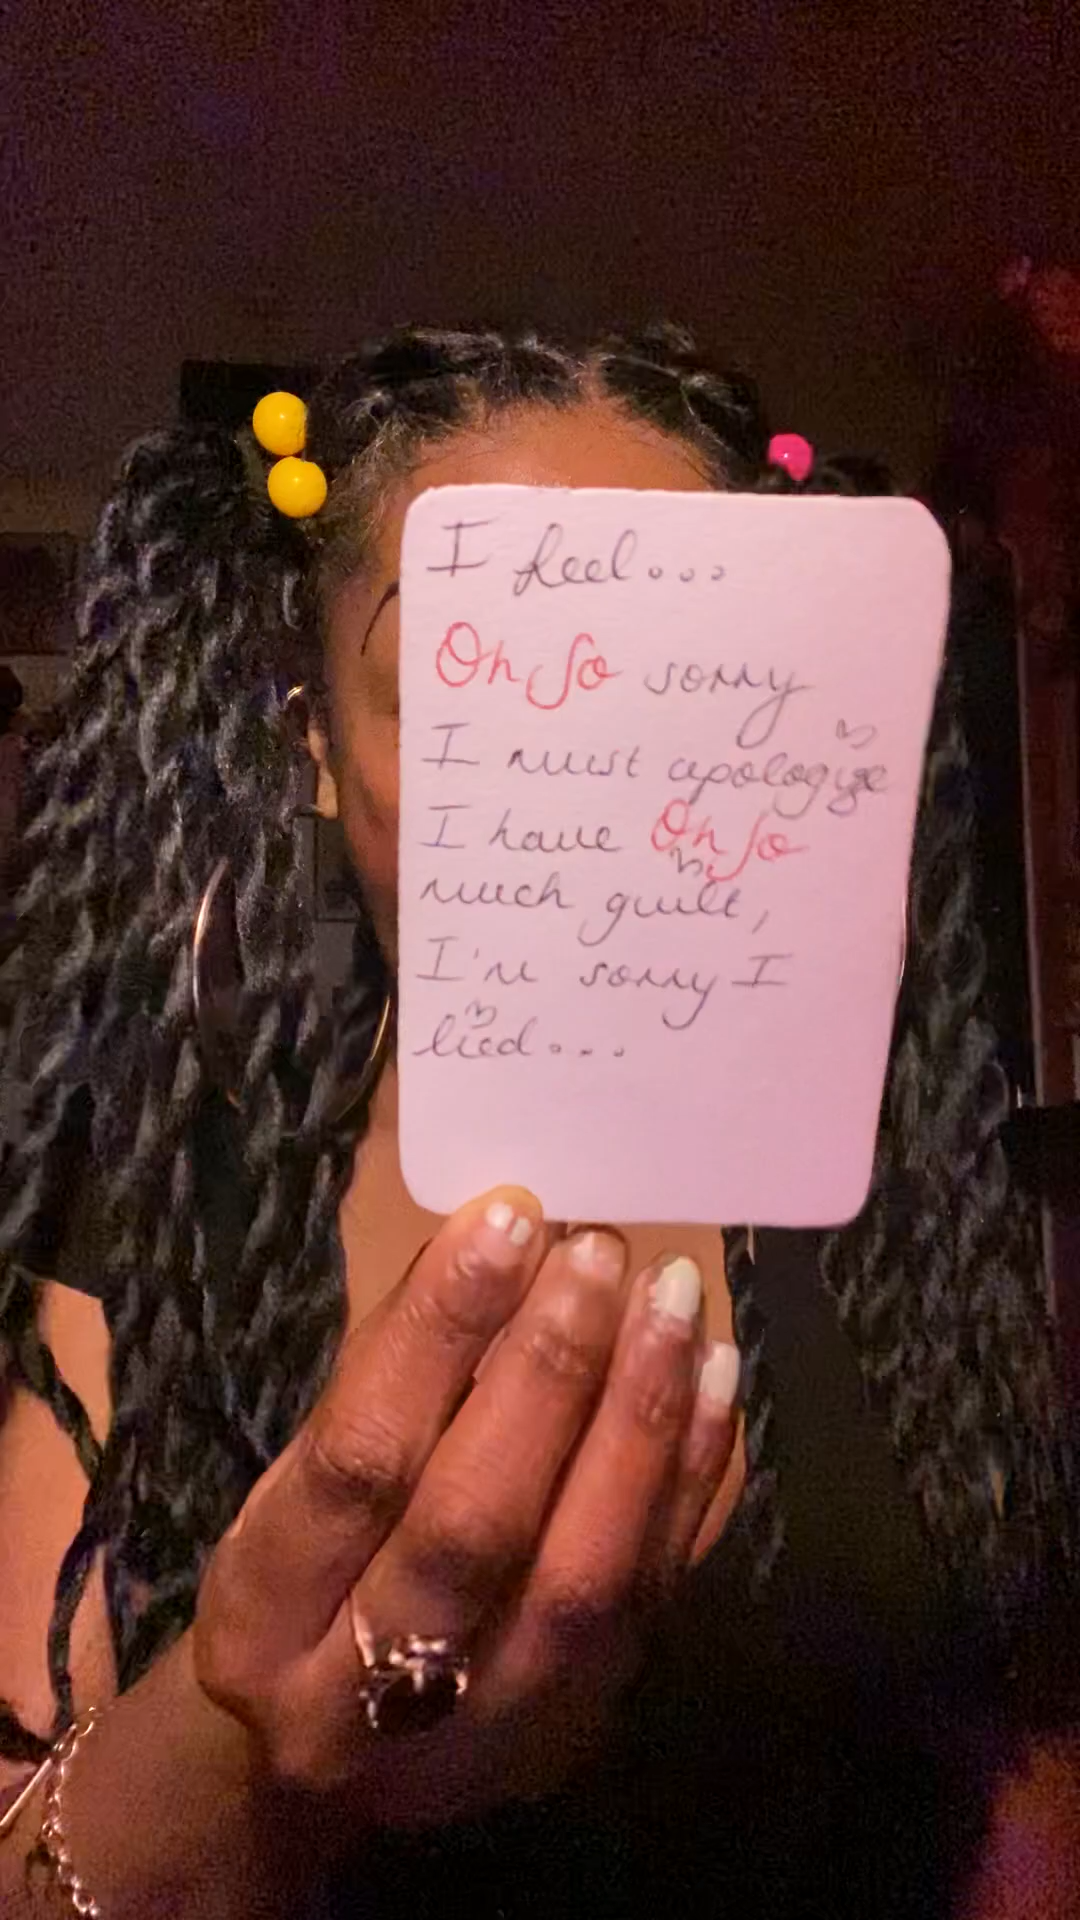 I feel...
Oh So sorry
I must apologize
I have Oh So
much guilt,
I'm sorry I
lied...